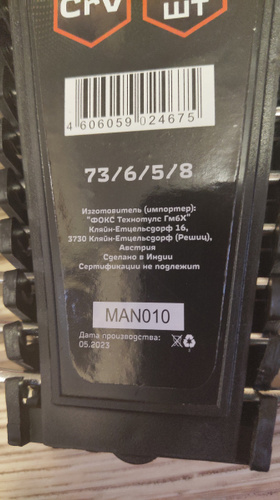 CrV
ШТ
4 606059 024675
73/6/5/8
Изготовитель (импортер):
"ФОКС Технотулс ГмбХ"
Кляйн-Етцельсдорф 16,
3730 Кляйн-Етцельсдорф (Решиц),
Австрия
Сделано в Индии
Сертификации не подлежит
MAN010
Дата производства:
05.2023